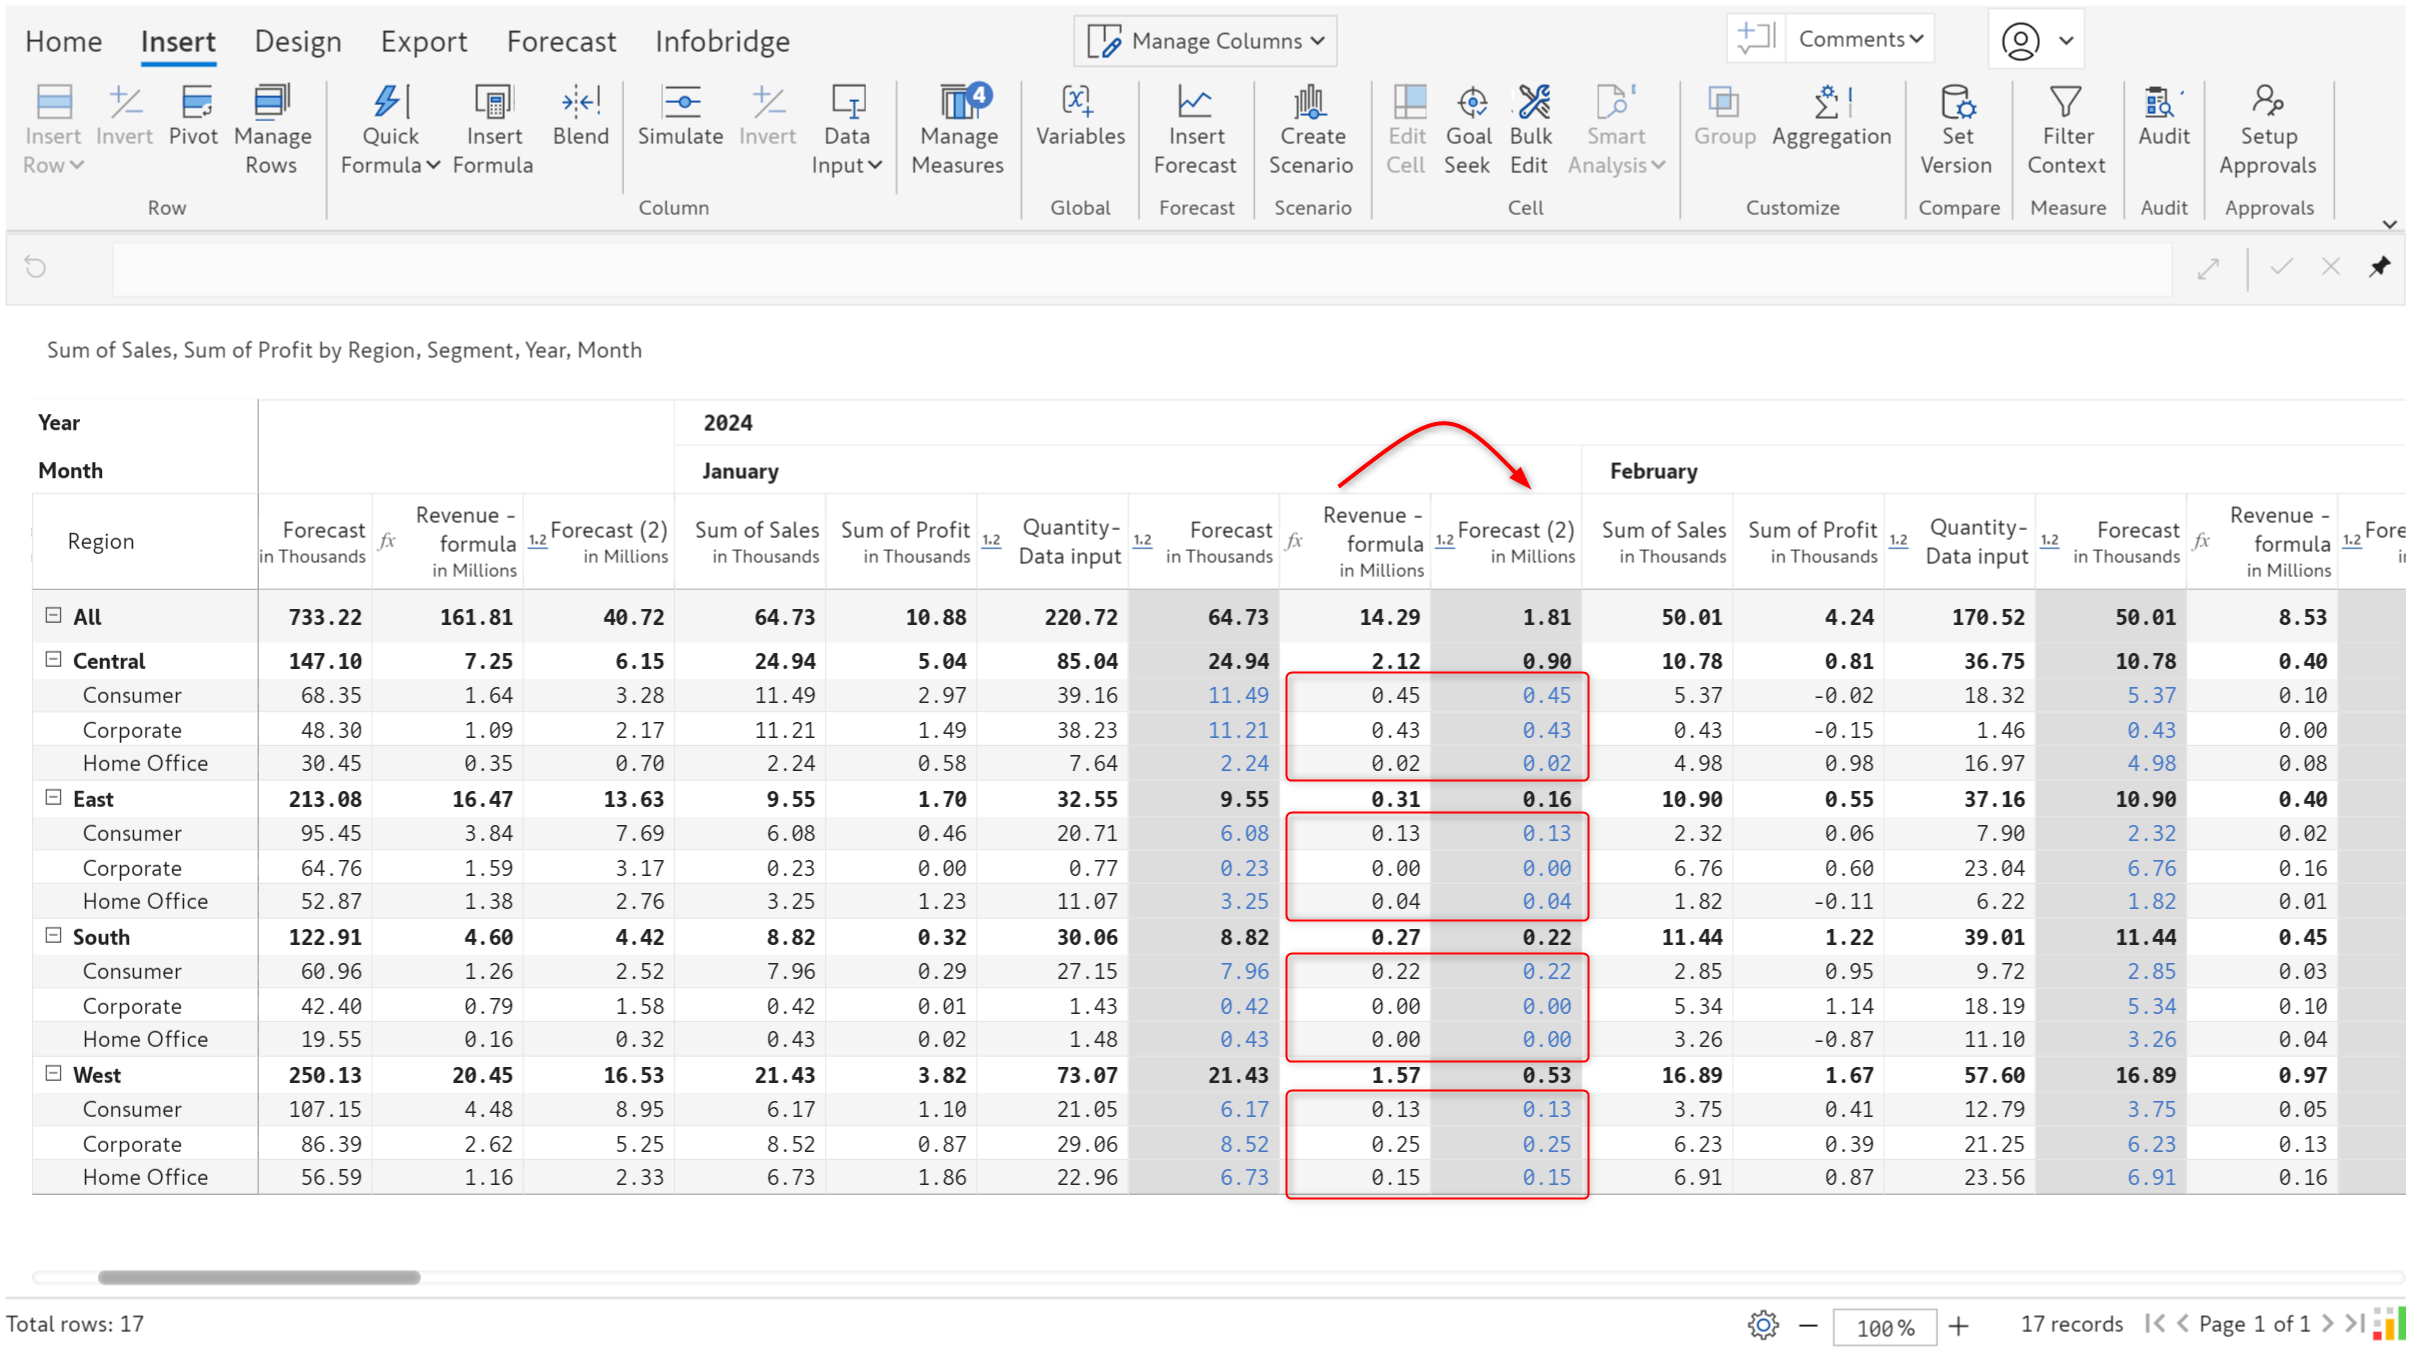 Home Insert Design Export Forecast Infobridge Manage Columns Comments
Insert Row Invert Pivot Manage Rows Quick Formula Insert Formula Blend Simulate Invert Data Input Manage Measures 4 Variables Insert Forecast Create Scenario Edit Cell Goal Seek Bulk Edit Smart Analysis Group Aggregation Set Version Filter Context Audit Setup Approvals
Row Column Global Forecast Scenario Cell Customize Compare Measure Audit Approvals
Sum of Sales, Sum of Profit by Region, Segment, Year, Month
Year 2024
Month January February
Region Forecast in Thousands fx Revenue - formula in Millions 1.2 Forecast (2) in Millions Sum of Sales in Thousands Sum of Profit in Thousands 1.2 Quantity- Data input 1.2 Forecast in Thousands fx Revenue - formula in Millions 1.2 Forecast (2) in Millions Sum of Sales in Thousands Sum of Profit in Thousands 1.2 Quantity- Data input 1.2 Forecast in Thousands fx Revenue - formula in Millions 1.2 Fore
All 733.22 161.81 40.72 64.73 10.88 220.72 64.73 14.29 1.81 50.01 4.24 170.52 50.01 8.53
Central 147.10 7.25 6.15 24.94 5.04 85.04 24.94 2.12 0.90 10.78 0.81 36.75 10.78 0.40
Consumer 68.35 1.64 3.28 11.49 2.97 39.16 11.49 0.45 0.45 5.37 -0.02 18.32 5.37 0.10
Corporate 48.30 1.09 2.17 11.21 1.49 38.23 11.21 0.43 0.43 0.43 -0.15 1.46 0.43 0.00
Home Office 30.45 0.35 0.70 2.24 0.58 7.64 2.24 0.02 0.02 4.98 0.98 16.97 4.98 0.08
East 213.08 16.47 13.63 9.55 1.70 32.55 9.55 0.31 0.16 10.90 0.55 37.16 10.90 0.40
Consumer 95.45 3.84 7.69 6.08 0.46 20.71 6.08 0.13 0.13 2.32 0.06 7.90 2.32 0.02
Corporate 64.76 1.59 3.17 0.23 0.00 0.77 0.23 0.00 0.00 6.76 0.60 23.04 6.76 0.16
Home Office 52.87 1.38 2.76 3.25 1.23 11.07 3.25 0.04 0.04 1.82 -0.11 6.22 1.82 0.01
South 122.91 4.60 4.42 8.82 0.32 30.06 8.82 0.27 0.22 11.44 1.22 39.01 11.44 0.45
Consumer 60.96 1.26 2.52 7.96 0.29 27.15 7.96 0.22 0.22 2.85 0.95 9.72 2.85 0.03
Corporate 42.40 0.79 1.58 0.42 0.01 1.43 0.42 0.00 0.00 5.34 1.14 18.19 5.34 0.10
Home Office 19.55 0.16 0.32 0.43 0.02 1.48 0.43 0.00 0.00 3.26 -0.87 11.10 3.26 0.04
West 250.13 20.45 16.53 21.43 3.82 73.07 21.43 1.57 0.53 16.89 1.67 57.60 16.89 0.97
Consumer 107.15 4.48 8.95 6.17 1.10 21.05 6.17 0.13 0.13 3.75 0.41 12.79 3.75 0.05
Corporate 86.39 2.62 5.25 8.52 0.87 29.06 8.52 0.25 0.25 6.23 0.39 21.25 6.23 0.13
Home Office 56.59 1.16 2.33 6.73 1.86 22.96 6.73 0.15 0.15 6.91 0.87 23.56 6.91 0.16
Total rows: 17 100% 17 records Page 1 of 1